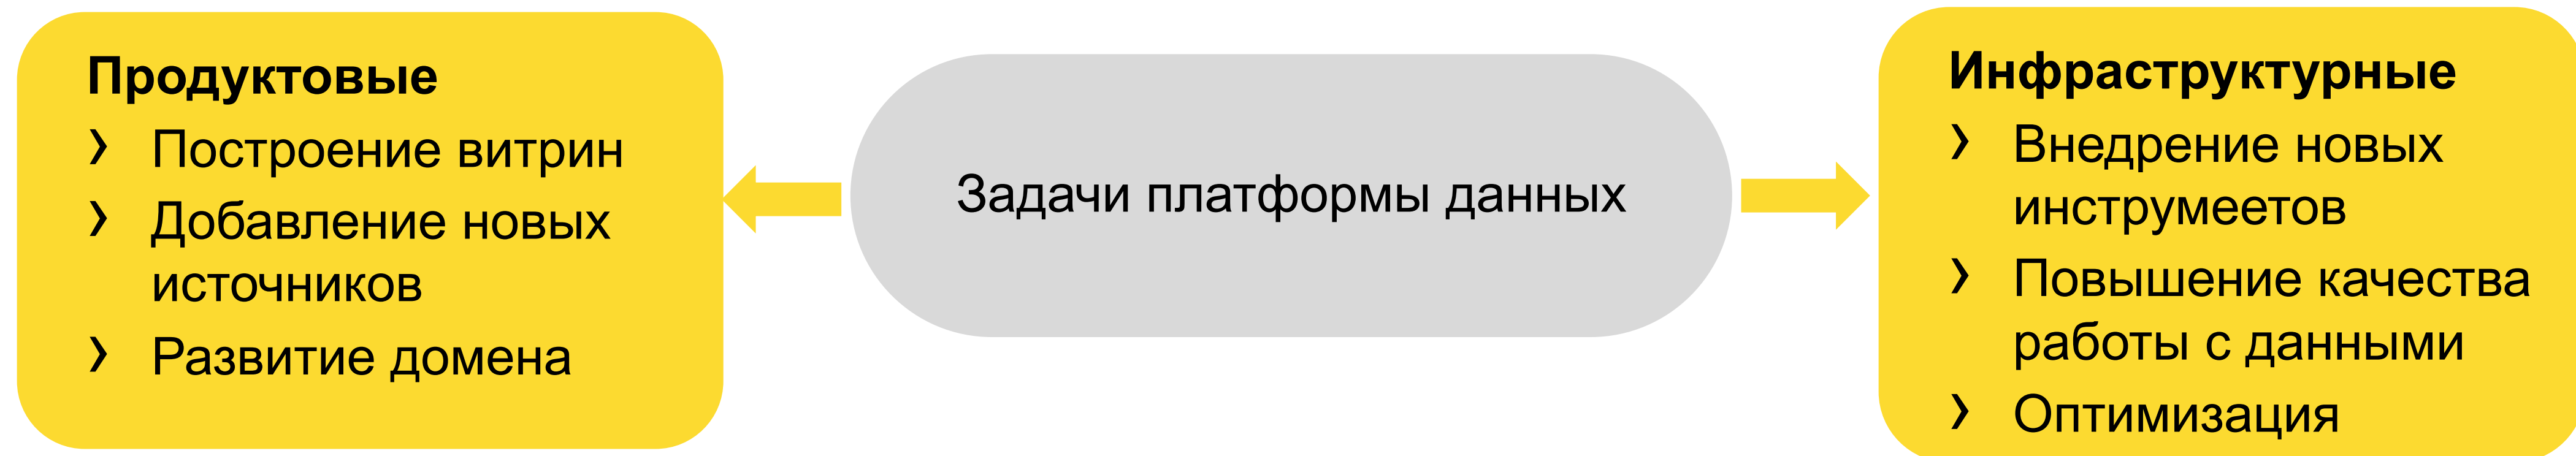 Продуктовые
› Построение витрин
› Добавление новых
источников
› Развитие домена
Задачи платформы данных
Инфраструктурные
› Внедрение новых
инструмеетов
› Повышение качества
работы с данными
› Оптимизация